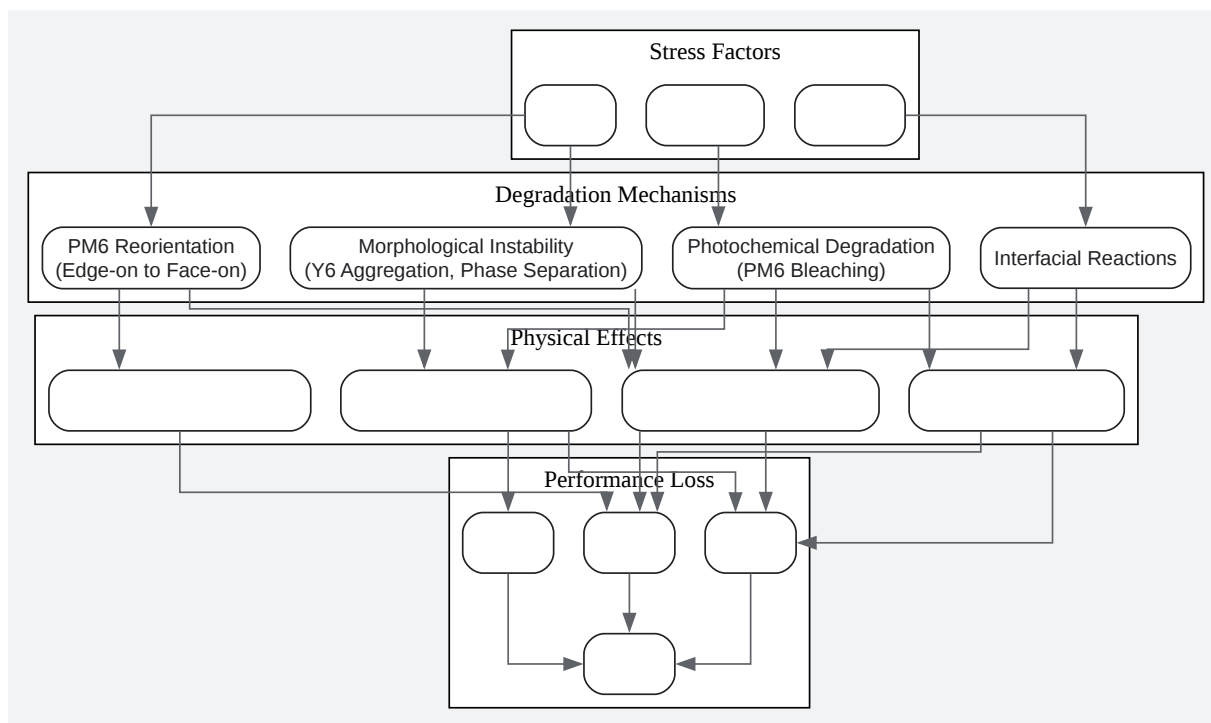 Stress Factors
Degradation Mechanisms
PM6 Reorientation
(Edge-on to Face-on)
Morphological Instability
(Y6 Aggregation, Phase Separation)
Photochemical Degradation
(PM6 Bleaching)
Interfacial Reactions
Physical Effects
Performance Loss